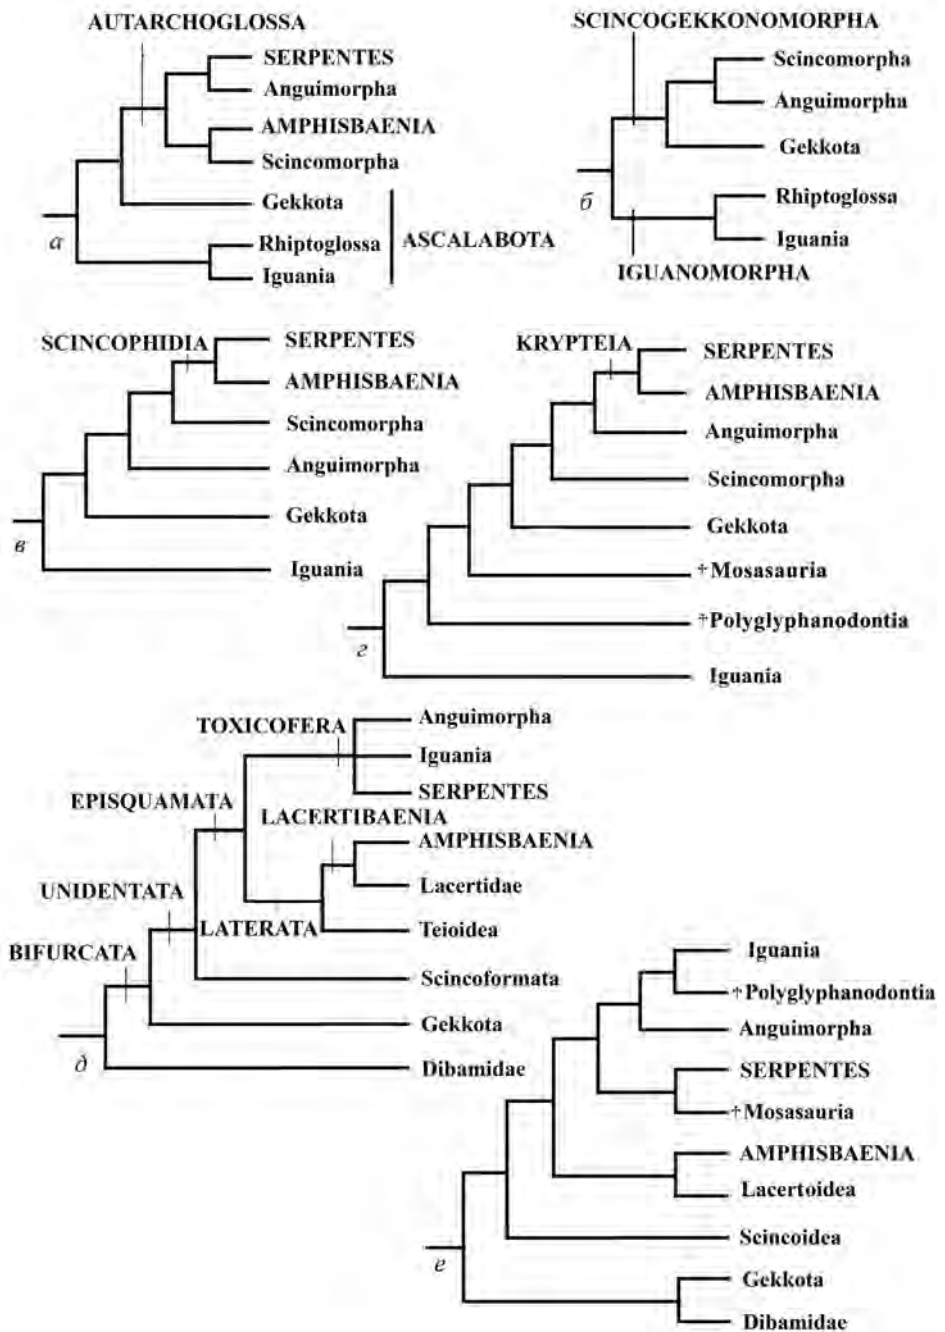 AUTARCHOGLOSSA
SERPENTES
Anguimorpha
AMPHISBAENIA
Scincomorpha
Gekkota
Rhiptoglossa
Iguania
ASCALABOTA
а
SCINCOGEKKONOMORPHA
Scincomorpha
Anguimorpha
Gekkota
Rhiptoglossa
Iguania
IGUANOMORPHA
б
SCINCOPHIDIA
SERPENTES
AMPHISBAENIA
Scincomorpha
Anguimorpha
Gekkota
Iguania
в
KRYPTEIA
SERPENTES
AMPHISBAENIA
Anguimorpha
Scincomorpha
Gekkota
†Mosasauria
†Polyglyphanodontia
Iguania
г
TOXICOFERA
Anguimorpha
Iguania
SERPENTES
EPISQUAMATA
LACERTIBAENIA
AMPHISBAENIA
Lacertidae
UNIDENTATA
LATERATA
Teioidea
BIFURCATA
Scincoformata
Gekkota
Dibamidae
д
Iguania
†Polyglyphanodontia
Anguimorpha
SERPENTES
†Mosasauria
AMPHISBAENIA
Lacertoidea
Scincoidea
Gekkota
Dibamidae
е